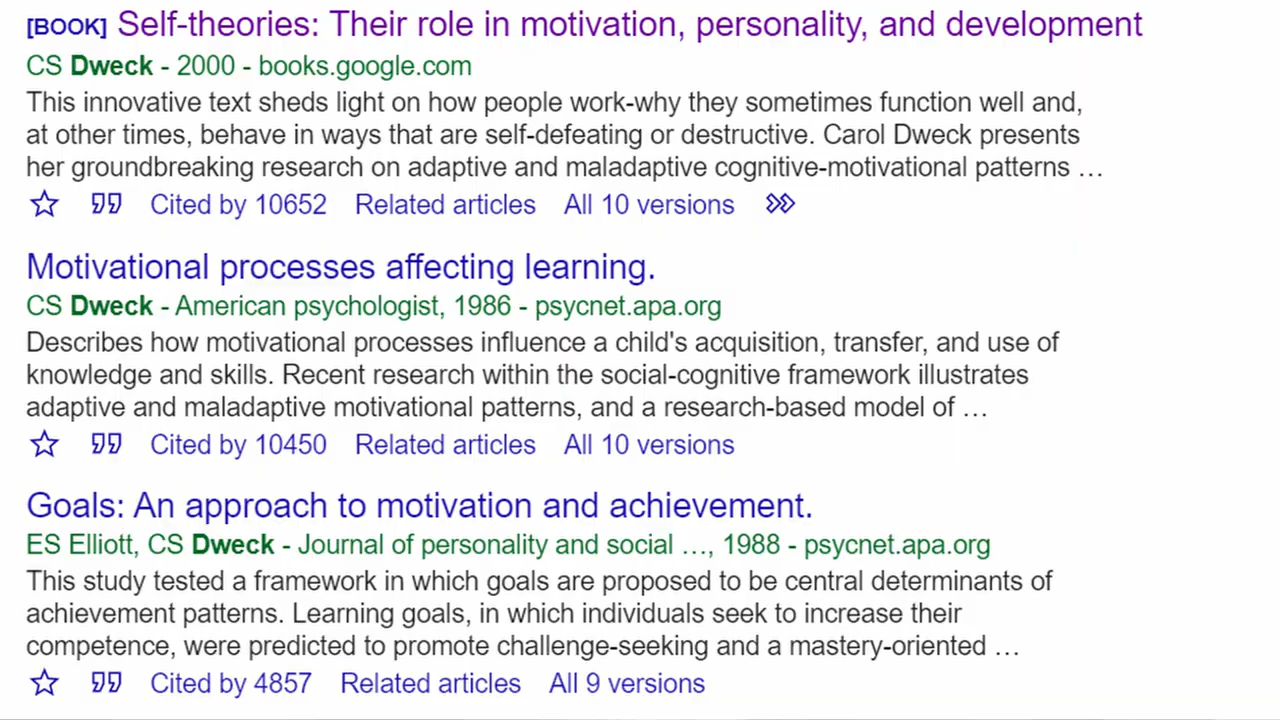 [BOOK] Self-theories: Their role in motivation, personality, and development
CS Dweck - 2000 - books.google.com
This innovative text sheds light on how people work-why they sometimes function well and,
at other times, behave in ways that are self-defeating or destructive. Carol Dweck presents
her groundbreaking research on adaptive and maladaptive cognitive-motivational patterns …
Cited by 10652 Related articles All 10 versions
Motivational processes affecting learning.
CS Dweck - American psychologist, 1986 - psycnet.apa.org
Describes how motivational processes influence a child's acquisition, transfer, and use of
knowledge and skills. Recent research within the social-cognitive framework illustrates
adaptive and maladaptive motivational patterns, and a research-based model of …
Cited by 10450 Related articles All 10 versions
Goals: An approach to motivation and achievement.
ES Elliott, CS Dweck - Journal of personality and social …, 1988 - psycnet.apa.org
This study tested a framework in which goals are proposed to be central determinants of
achievement patterns. Learning goals, in which individuals seek to increase their
competence, were predicted to promote challenge-seeking and a mastery-oriented …
Cited by 4857 Related articles All 9 versions